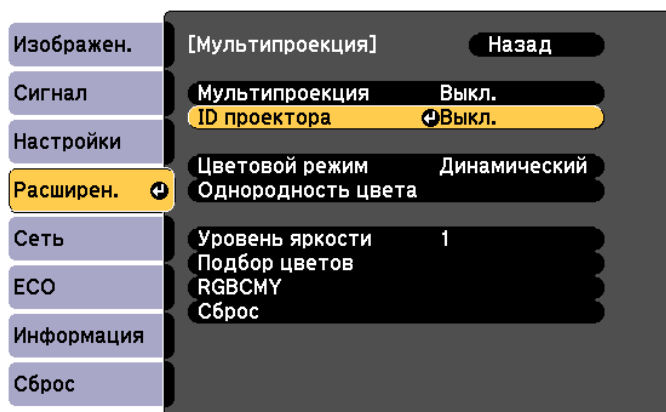 Изображен.
Сигнал
Настройки
Расширен.
Сеть
ECO
Информация
Сброс
[Мультипроекция] Назад
Мультипроекция Выкл.
ID проектора Выкл.
Цветовой режим Динамический
Однородность цвета
Уровень яркости 1
Подбор цветов
RGBCMY
Сброс